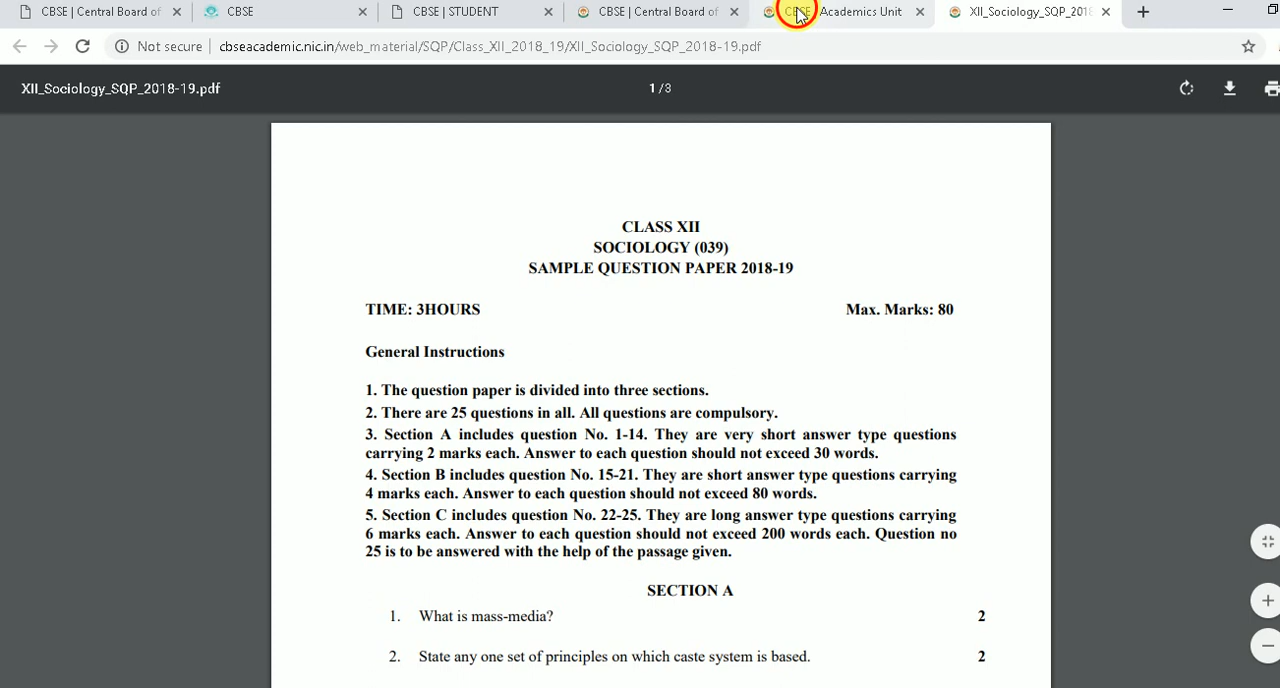 CBSE | Central Board of
CBSE
CBSE | STUDENT
CBSE | Central Board of
CBSE Academics Unit
XII_Sociology_SQP_2018
Not secure
cbseacademic.nic.in/web_material/SQP/Class_XII_2018_19/XII_Sociology_SQP_2018-19.pdf
XII_Sociology_SQP_2018-19.pdf
1 / 8
CLASS XII
SOCIOLOGY (039)
SAMPLE QUESTION PAPER 2018-19
TIME: 3HOURS Max. Marks: 80
General Instructions
1. The question paper is divided into three sections.
2. There are 25 questions in all. All questions are compulsory.
3. Section A includes question No. 1-14. They are very short answer type questions
carrying 2 marks each. Answer to each question should not exceed 30 words.
4. Section B includes question No. 15-21. They are short answer type questions carrying
4 marks each. Answer to each question should not exceed 80 words.
5. Section C includes question No. 22-25. They are long answer type questions carrying
6 marks each. Answer to each question should not exceed 200 words each. Question no
25 is to be answered with the help of the passage given.
SECTION A
1. What is mass-media? 2
2. State any one set of principles on which caste system is based. 2